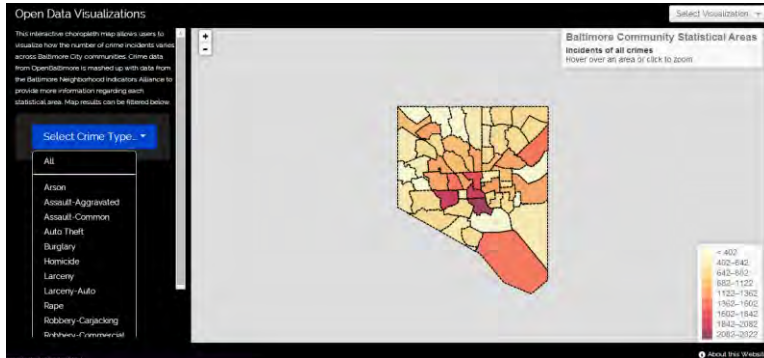 Open Data Visualizations
Select Visualization
This interactive choropleth map allows users to
visualize how the number of crime incidents varies
across Baltimore City communities. Crime data
from OpenBaltimore is mashed up with data from
the Baltimore Neighborhood Indicators Alliance to
provide more information regarding each
statistical area. Map results can be filtered below.
Select Crime Type...
All
Arson
Assault-Aggravated
Assault-Common
Auto Theft
Burglary
Homicide
Larceny
Larceny-Auto
Rape
Robbery-Carjacking
Robbery-Commercial
+
-
Baltimore Community Statistical Areas
Incidents of all crimes
Hover over an area or click to zoom
< 402
402–642
642–882
882–1122
1122–1362
1362–1602
1602–1842
1842–2082
2082–2322
About this Website